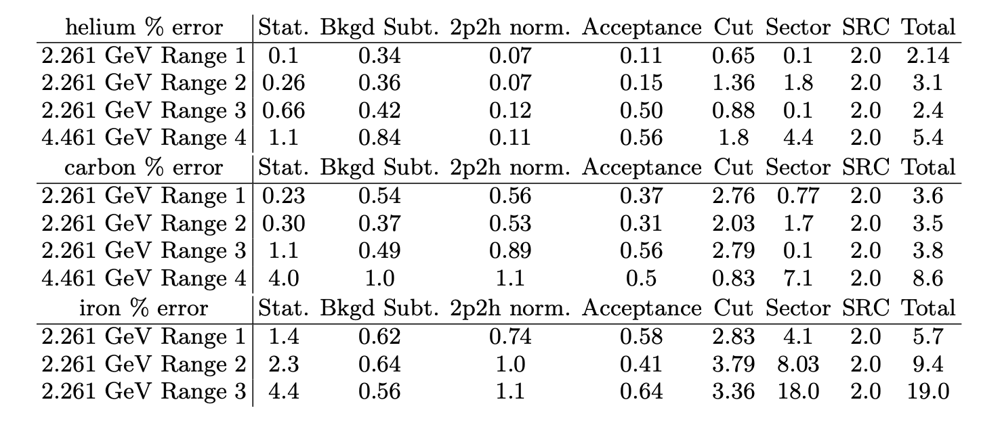 helium % error Stat. Bkgd Subt. 2p2h norm. Acceptance Cut Sector SRC Total
2.261 GeV Range 1 0.1 0.34 0.07 0.11 0.65 0.1 2.0 2.14
2.261 GeV Range 2 0.26 0.36 0.07 0.15 1.36 1.8 2.0 3.1
2.261 GeV Range 3 0.66 0.42 0.12 0.50 0.88 0.1 2.0 2.4
4.461 GeV Range 4 1.1 0.84 0.11 0.56 1.8 4.4 2.0 5.4
carbon % error Stat. Bkgd Subt. 2p2h norm. Acceptance Cut Sector SRC Total
2.261 GeV Range 1 0.23 0.54 0.56 0.37 2.76 0.77 2.0 3.6
2.261 GeV Range 2 0.30 0.37 0.53 0.31 2.03 1.7 2.0 3.5
2.261 GeV Range 3 1.1 0.49 0.89 0.56 2.79 0.1 2.0 3.8
4.461 GeV Range 4 4.0 1.0 1.1 0.5 0.83 7.1 2.0 8.6
iron % error Stat. Bkgd Subt. 2p2h norm. Acceptance Cut Sector SRC Total
2.261 GeV Range 1 1.4 0.62 0.74 0.58 2.83 4.1 2.0 5.7
2.261 GeV Range 2 2.3 0.64 1.0 0.41 3.79 8.03 2.0 9.4
2.261 GeV Range 3 4.4 0.56 1.1 0.64 3.36 18.0 2.0 19.0